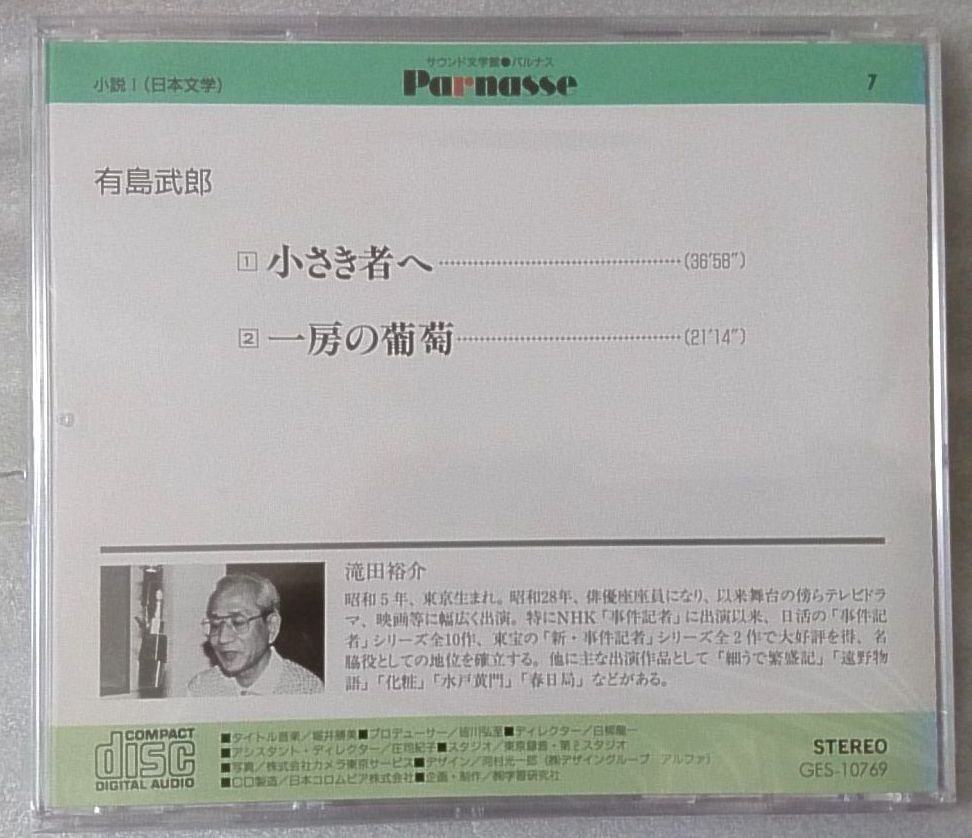 サウンド文学館●パルナス
小説Ⅰ(日本文学)
Parnasse
7
有島武郎
1 小さき者へ (36'58")
2 一房の葡萄 (21'14")
滝田裕介
昭和5年、東京生まれ。昭和28年、俳優座座員になり、以来舞台の傍らテレビドラ
マ、映画等に幅広く出演。特にNHK「事件記者」に出演以来、日活の「事件記
者」シリーズ全10作、東宝の「新・事件記者」シリーズ全2作で大好評を得、名
脇役としての地位を確立する。他に主な出演作品として「細うで繁盛記」「遠野物
語」「化粧」「水戸黄門」「春日局」などがある。
COMPACT
disc
DIGITAL AUDIO
■タイトル音楽/堀井勝美■プロデューサー/皆川弘至■ディレクター/白柳龍一
■アシスタント・ディレクター/庄司紀子■スタジオ/東京録音・第2スタジオ
■写真/株式会社カメラ東京サービス■デザイン/河村光一郎(㈱デザイングループ アルファ)
■CD製造/日本コロムビア株式会社■企画・制作/㈱学習研究社
STEREO
GES-10769